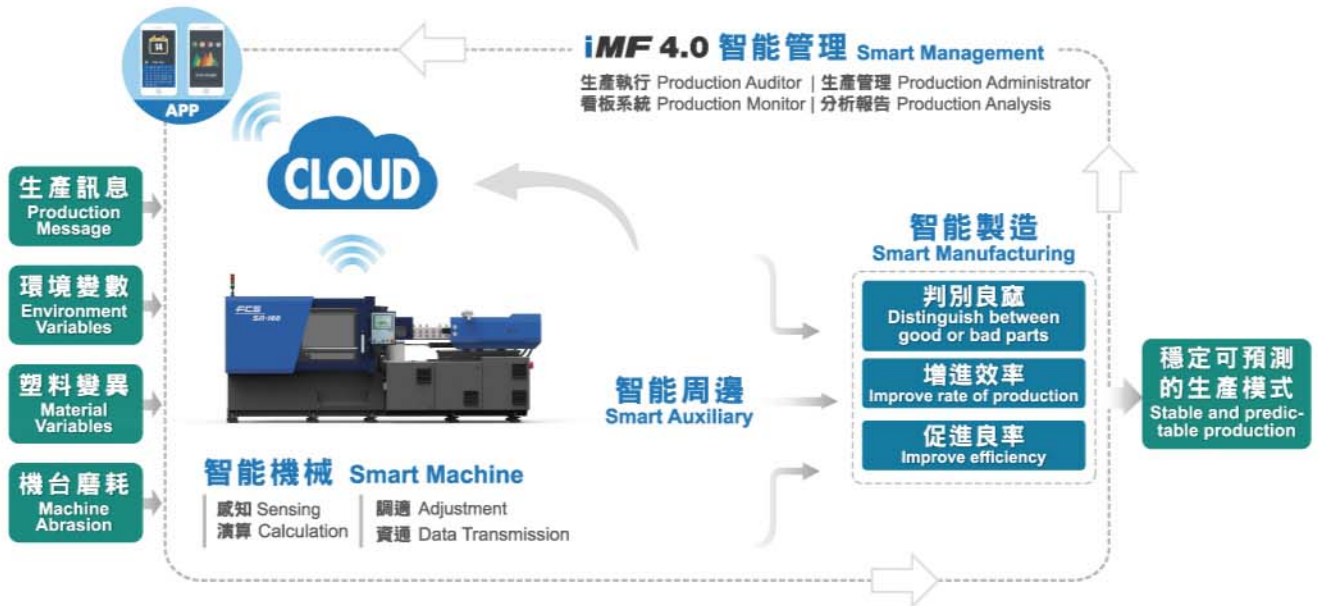 iMF 4.0 智能管理 Smart Management
生產執行 Production Auditor | 生產管理 Production Administrator
看板系統 Production Monitor | 分析報告 Production Analysis
14
APP
CLOUD
生產訊息
Production
Message
環境變數
Environment
Variables
塑料變異
Material
Variables
機台磨耗
Machine
Abrasion
FCS
SA-160
智能機械 Smart Machine
感知 Sensing
演算 Calculation
調適 Adjustment
資通 Data Transmission
智能周邊
Smart Auxiliary
智能製造
Smart Manufacturing
判別良窳
Distinguish between
good or bad parts
增進效率
Improve rate of production
促進良率
Improve efficiency
穩定可預測
的生產模式
Stable and predic-
table production